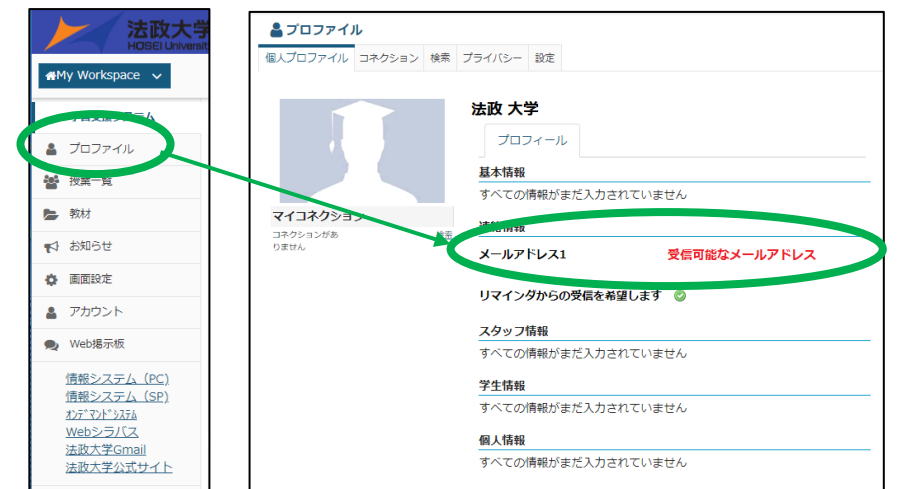 法政大学
HOSEI Universit
My Workspace
プロファイル
授業一覧
教材
お知らせ
画面設定
アカウント
Web掲示板
情報システム（PC)
情報システム（SP)
ｵﾝﾃﾞﾏﾝﾄﾞｼｽﾃﾑ
Webシラバス
法政大学Gmail
法政大学公式サイト
プロファイル
個人プロファイル コネクション 検索 プライバシー 設定
法政 大学
プロフィール
基本情報
すべての情報がまだ入力されていません
マイコネクション
コネクションがあ
りません
検索
連絡情報
メールアドレス1 受信可能なメールアドレス
リマインダからの受信を希望します
スタッフ情報
すべての情報がまだ入力されていません
学生情報
すべての情報がまだ入力されていません
個人情報
すべての情報がまだ入力されていません